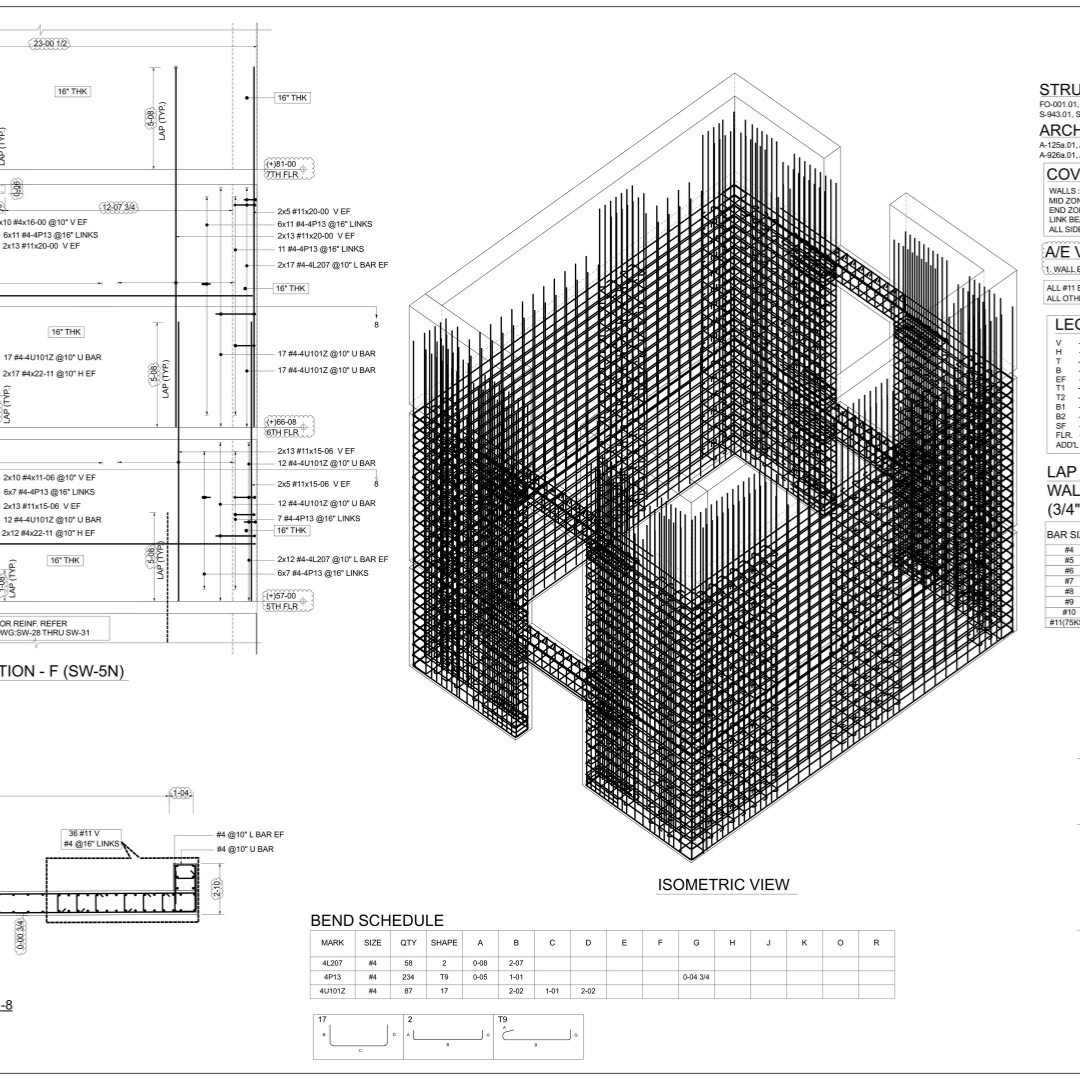 23-00 1/2
16" THK
5-08
LAP (TYP.)
16" THK
LAP (TYP.)
(+)81-00
7TH FLR
0-06
12-07 3/4
x10 #4x16-00 @10" V EF
6x11 #4-4P13 @16" LINKS
2x13 #11x20-00 V EF
2x5 #11x20-00 V EF
6x11 #4-4P13 @16" LINKS
2x13 #11x20-00 V EF
11 #4-4P13 @16" LINKS
2x17 #4-4L207 @10" L BAR EF
16" THK
8
16" THK
17 #4-4U101Z @10" U BAR
2x17 #4x22-11 @10" H EF
LAP (TYP.)
5-08
LAP (TYP.)
17 #4-4U101Z @10" U BAR
17 #4-4U101Z @10" U BAR
(+)66-08
6TH FLR
2x13 #11x15-06 V EF
12 #4-4U101Z @10" U BAR
2x5 #11x15-06 V EF
8
2x10 #4x11-06 @10" V EF
6x7 #4-4P13 @16" LINKS
2x13 #11x15-06 V EF
12 #4-4U101Z @10" U BAR
2x12 #4x22-11 @10" H EF
12 #4-4U101Z @10" U BAR
7 #4-4P13 @16" LINKS
16" THK
16" THK
5-08
LAP (TYP.)
5-08
LAP (TYP.)
2x12 #4-4L207 @10" L BAR EF
6x7 #4-4P13 @16" LINKS
(+)57-00
5TH FLR
OR REINF. REFER
WG:SW-28 THRU SW-31
TION - F (SW-5N)
1-04
36 #11 V
#4 @16" LINKS
#4 @10" L BAR EF
#4 @10" U BAR
2-10
0-00 3/4
-8
ISOMETRIC VIEW
BEND SCHEDULE
MARK SIZE QTY SHAPE A B C D E F G H J K O R
4L207 #4 58 2 0-08 2-07
4P13 #4 234 T9 0-05 1-01 0-04 3/4
4U101Z #4 87 17 2-02 1-01 2-02
17 2 T9
B D A G A G
C B B
STRU
FO-001.01,
S-943.01, S
ARCH
A-125a.01, 
A-926a.01, 
COV
WALLS :
MID ZON
END ZON
LINK BE
ALL SIDE
A/E V
1. WALL E
ALL #11 B
ALL OTH
LEG
V -
H -
T -
B -
EF -
T1 -
T2 -
B1 -
B2 -
SF -
FLR. -
ADD'L
LAP
WAL
(3/4"
BAR SIZ
#4
#5
#6
#7
#8
#9
#10
#11(75K